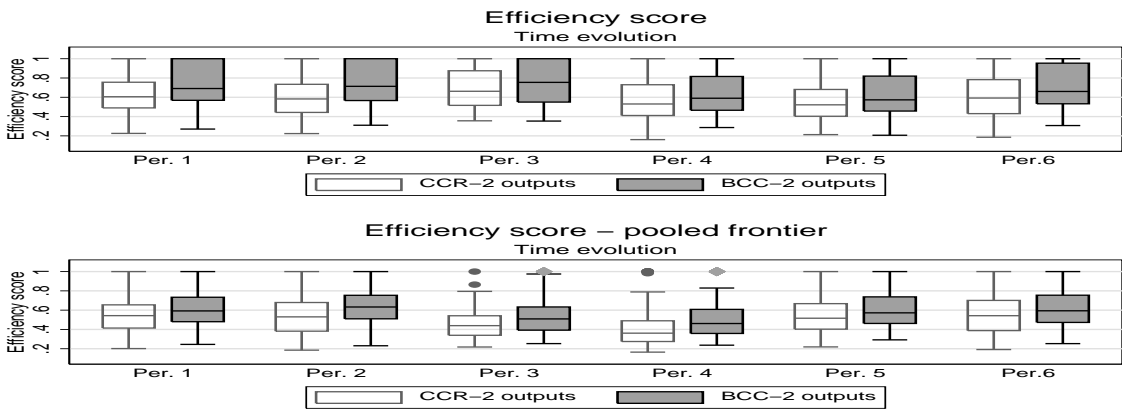 Efficiency score
Time evolution
Efficiency score
1
.8
.6
.4
.2
Per. 1 Per. 2 Per. 3 Per. 4 Per. 5 Per.6
CCR−2 outputs BCC−2 outputs
Efficiency score − pooled frontier
Time evolution
Efficiency score
1
.8
.6
.4
.2
Per. 1 Per. 2 Per. 3 Per. 4 Per. 5 Per.6
CCR−2 outputs BCC−2 outputs